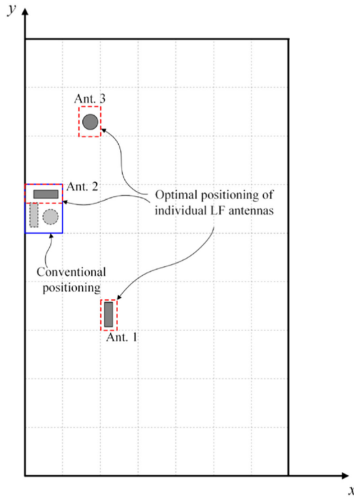 y
Ant. 3
Ant. 2
Optimal positioning of
individual LF antennas
Conventional
positioning
Ant. 1
x